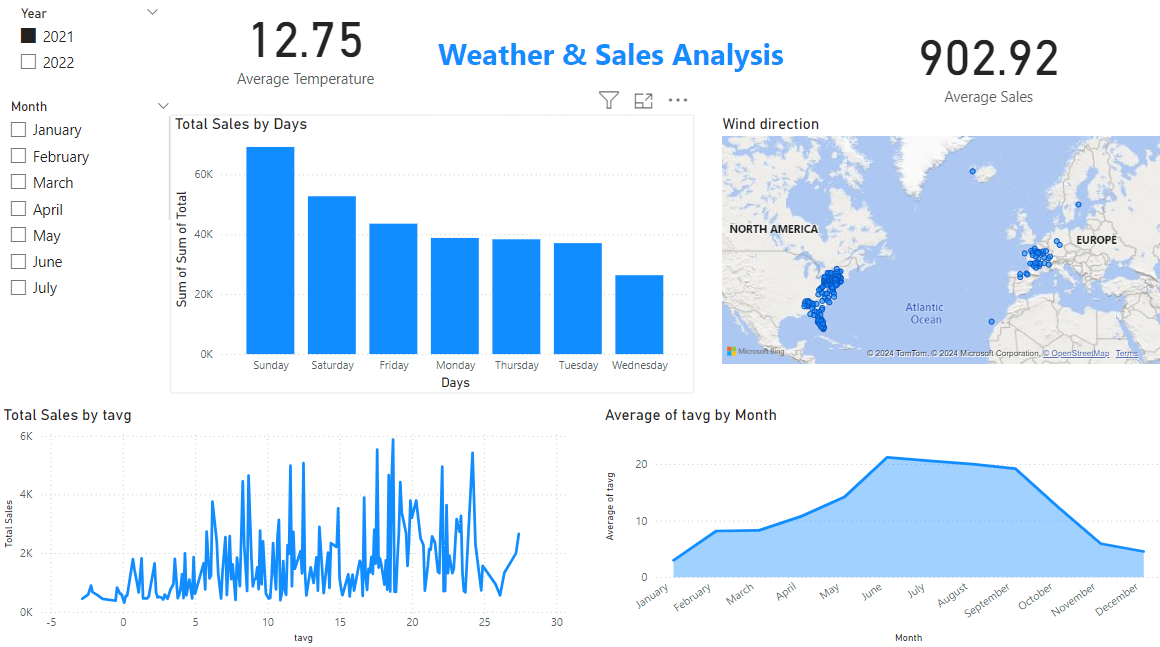 Year
2021
2022
12.75
Average Temperature
Weather & Sales Analysis
902.92
Average Sales
Month
January
February
March
April
May
June
July
Total Sales by Days
Sum of Sum of Total
60K
40K
20K
0K
Sunday Saturday Friday Monday Thursday Tuesday Wednesday
Days
Wind direction
NORTH AMERICA
EUROPE
Atlantic
Ocean
Microsoft Bing
© 2024 TomTom, © 2024 Microsoft Corporation, © OpenStreetMap Terms
Total Sales by tavg
Total Sales
6K
4K
2K
0K
-5 0 5 10 15 20 25 30
tavg
Average of tavg by Month
Average of tavg
20
10
0
January February March April May June July August September October November December
Month